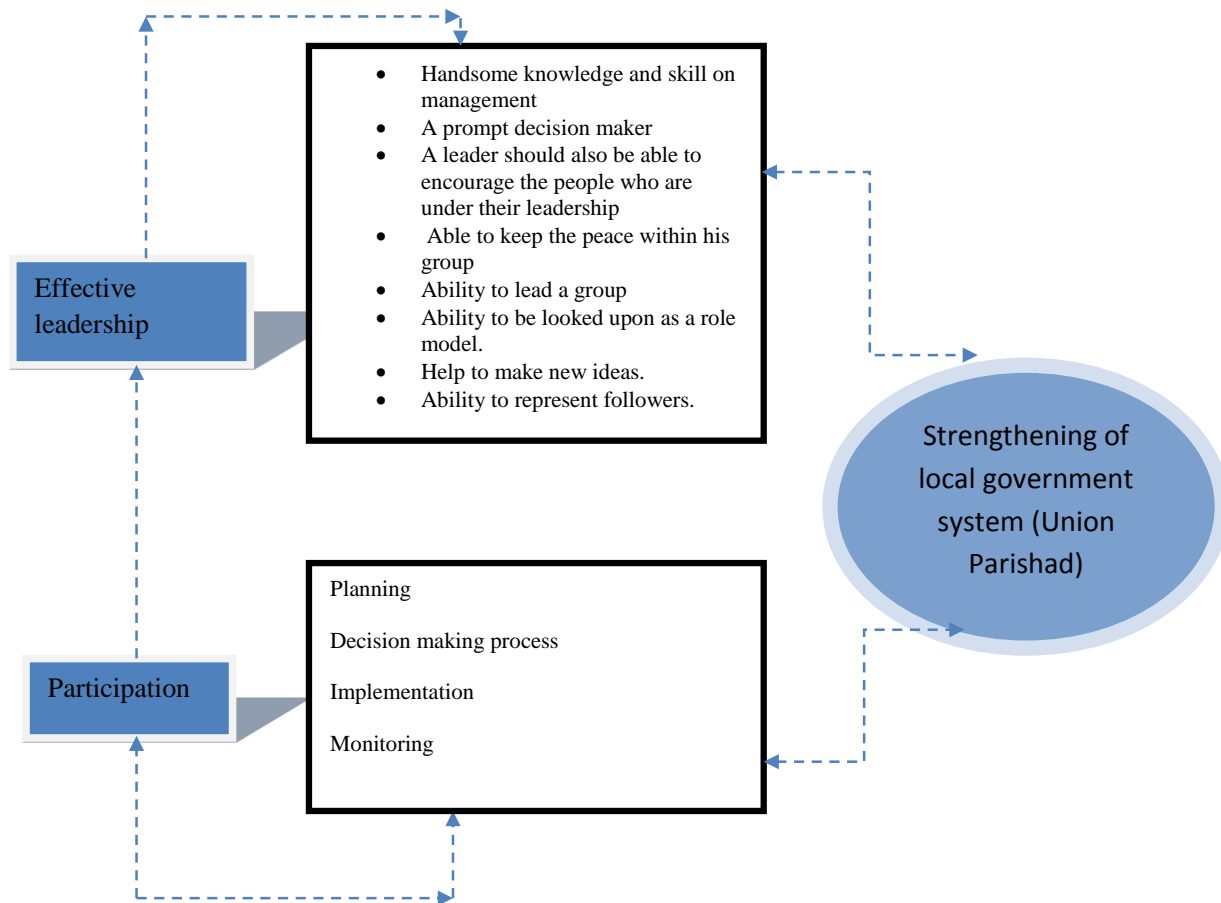 • Handsome knowledge and skill on
management
• A prompt decision maker
• A leader should also be able to
encourage the people who are
under their leadership
• Able to keep the peace within his
group
• Ability to lead a group
• Ability to be looked upon as a role
model.
• Help to make new ideas.
• Ability to represent followers.
Effective
leadership
Strengthening of
local government
system (Union
Parishad)
Planning
Decision making process
Implementation
Monitoring
Participation